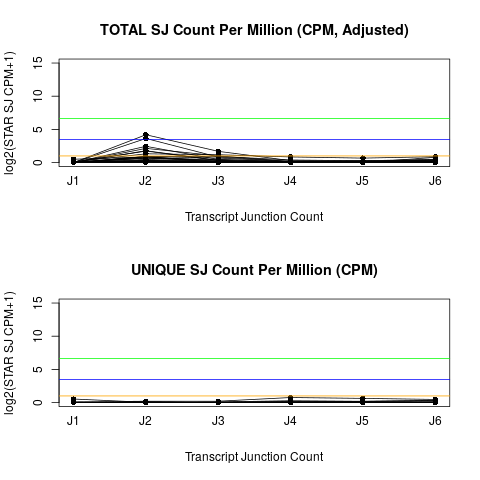 TOTAL SJ Count Per Million (CPM, Adjusted)
log2(STAR SJ CPM+1)
15
10
5
0
J1 J2 J3 J4 J5 J6
Transcript Junction Count
UNIQUE SJ Count Per Million (CPM)
log2(STAR SJ CPM+1)
15
10
5
0
J1 J2 J3 J4 J5 J6
Transcript Junction Count